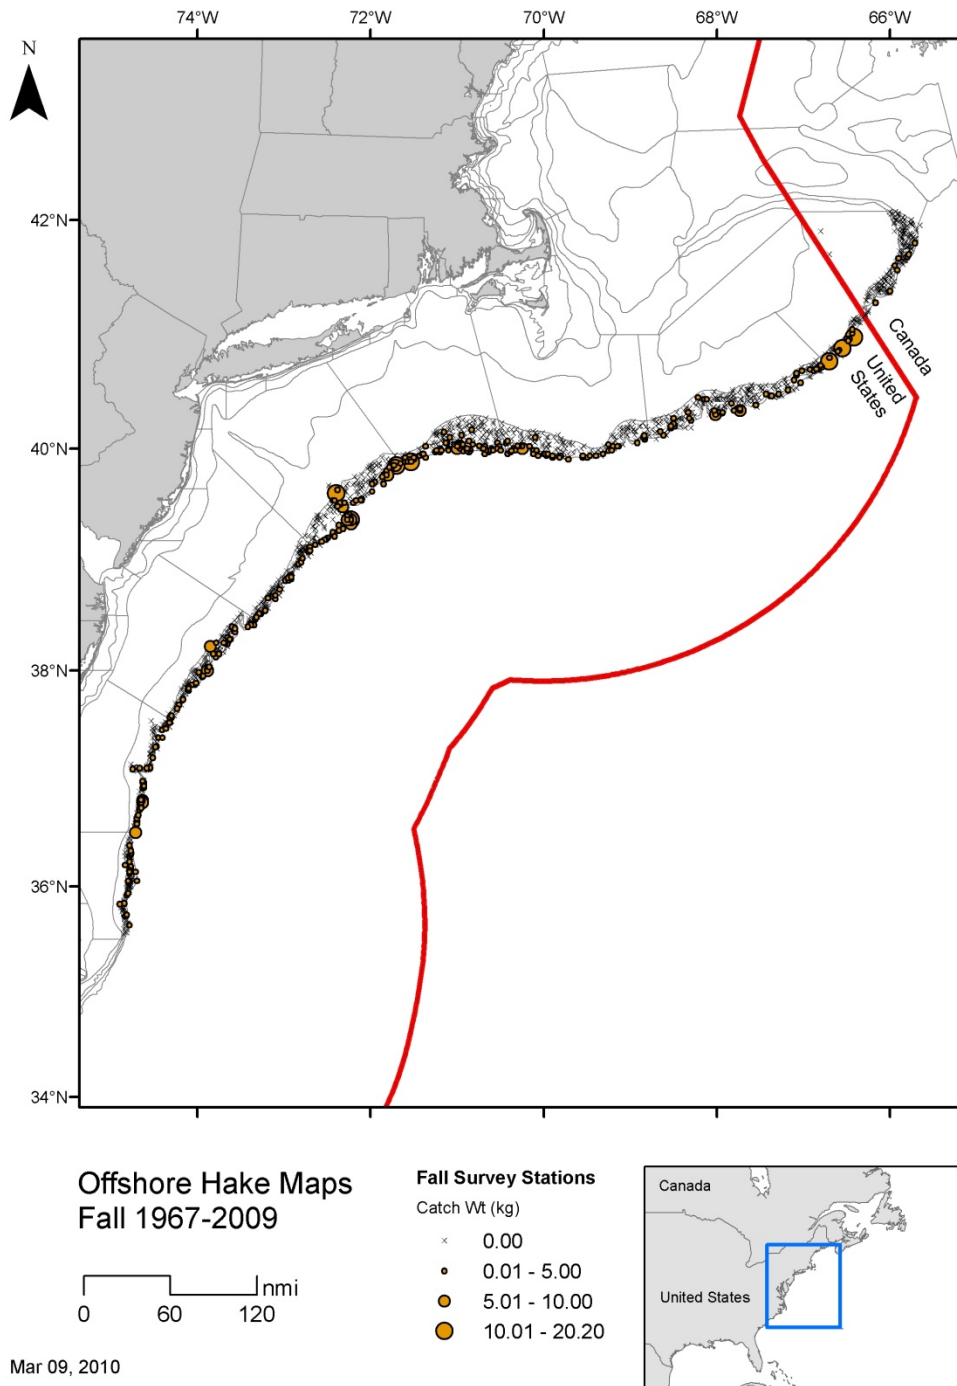 74°W 72°W 70°W 68°W 66°W
N
42°N
40°N
38°N
36°N
34°N
Canada
United
States
Offshore Hake Maps
Fall 1967-2009
nmi
0 60 120
Mar 09, 2010
Fall Survey Stations
Catch Wt (kg)
0.00
0.01 - 5.00
5.01 - 10.00
10.01 - 20.20
Canada
United States